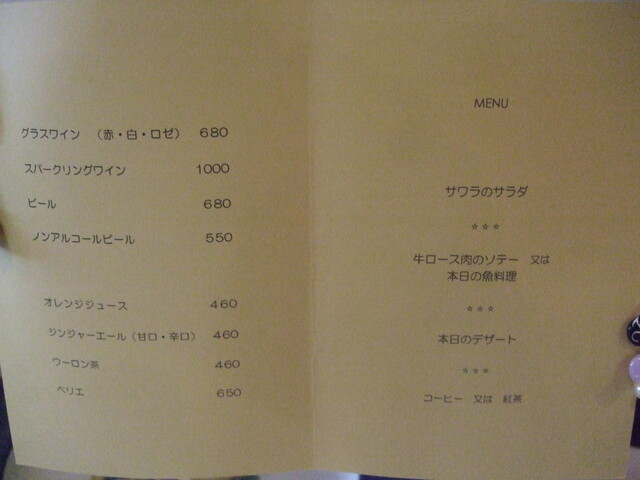 グラスワイン （赤・白・ロゼ） 680
スパークリングワイン 1000
ビール 680
ノンアルコールビール 550
オレンジジュース 460
ジンジャーエール（甘口・辛口） 460
ウーロン茶 460
ペリエ 650
MENU
サワラのサラダ
☆☆☆
牛ロース肉のソテー 又は
本日の魚料理
☆☆☆
本日のデザート
☆☆☆
コーヒー 又は 紅茶